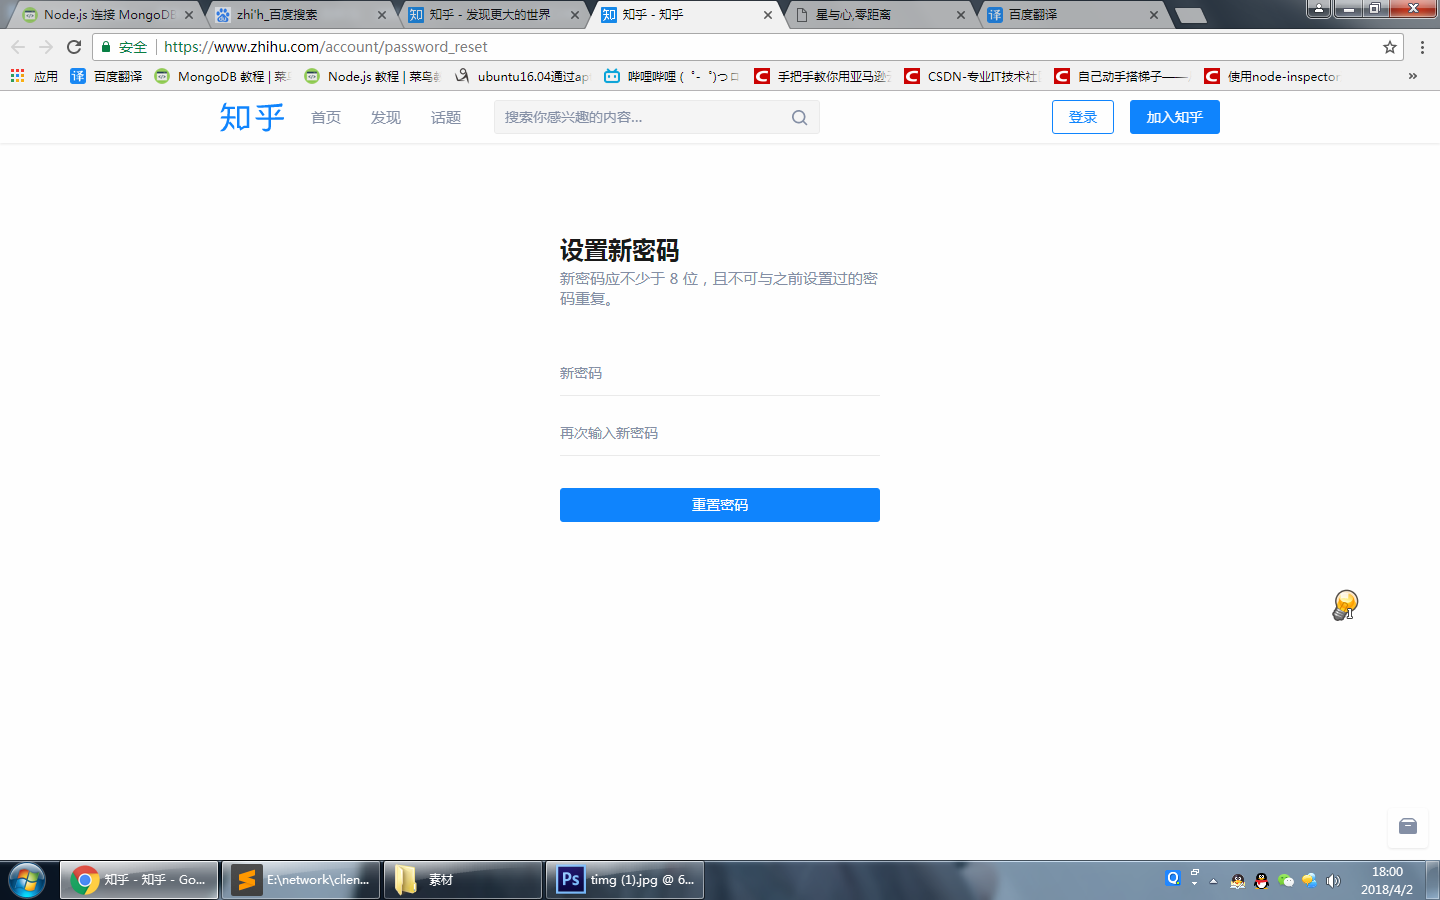 Node.js 连接 MongoDB
zhi'h_百度搜索
知乎 - 发现更大的世界
知乎 - 知乎
星与心,零距离
百度翻译
安全 https://www.zhihu.com/account/password_reset
应用
百度翻译
MongoDB 教程 | 菜鸟
Node.js 教程 | 菜鸟教
ubuntu16.04通过ap
哔哩哔哩 ( ゜- ゜)つロ
手把手教你用亚马逊云
CSDN-专业IT技术社区
自己动手搭梯子——
使用node-inspector
知乎
首页
发现
话题
搜索你感兴趣的内容...
登录
加入知乎
设置新密码
新密码应不少于 8 位，且不可与之前设置过的密
码重复。
新密码
再次输入新密码
重置密码
知乎 - 知乎 - Go...
E:\network\clien...
素材
Ps
timg (1).jpg @ 6...
18:00
2018/4/2